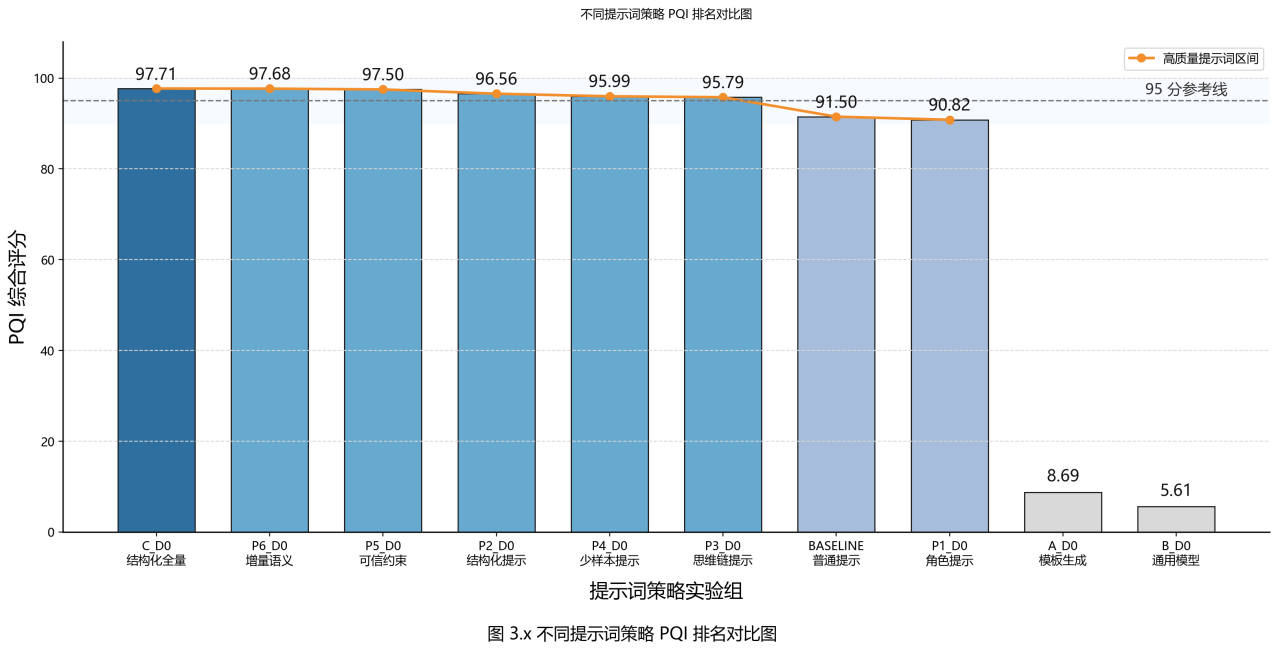 不同提示词策略 PQI 排名对比图
高质量提示词区间
95 分参考线
PQI 综合评分
100
80
60
40
20
0
97.71
97.68
97.50
96.56
95.99
95.79
91.50
90.82
8.69
5.61
C_D0
结构化全量
P6_D0
增量语义
P5_D0
可信约束
P2_D0
结构化提示
P4_D0
少样本提示
P3_D0
思维链提示
BASELINE
普通提示
P1_D0
角色提示
A_D0
模板生成
B_D0
通用模型
提示词策略实验组
图 3.x 不同提示词策略 PQI 排名对比图